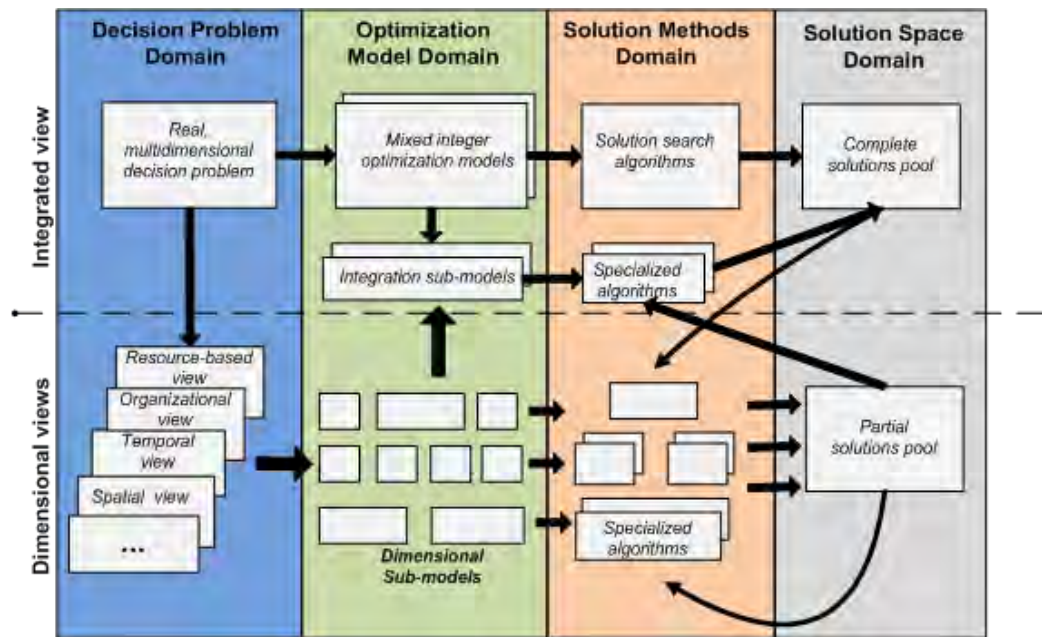 Decision Problem
Domain
Optimization
Model Domain
Solution Methods
Domain
Solution Space
Domain
Integrated view
Real,
multidimensional
decision problem
Mixed integer
optimization models
Solution search
algorithms
Complete
solutions pool
Integration sub-models
Specialized
algorithms
Dimensional views
Resource-based
view
Organizational
view
Temporal
view
Spatial view
...
Partial
solutions pool
Specialized
algorithms
Dimensional
Sub-models